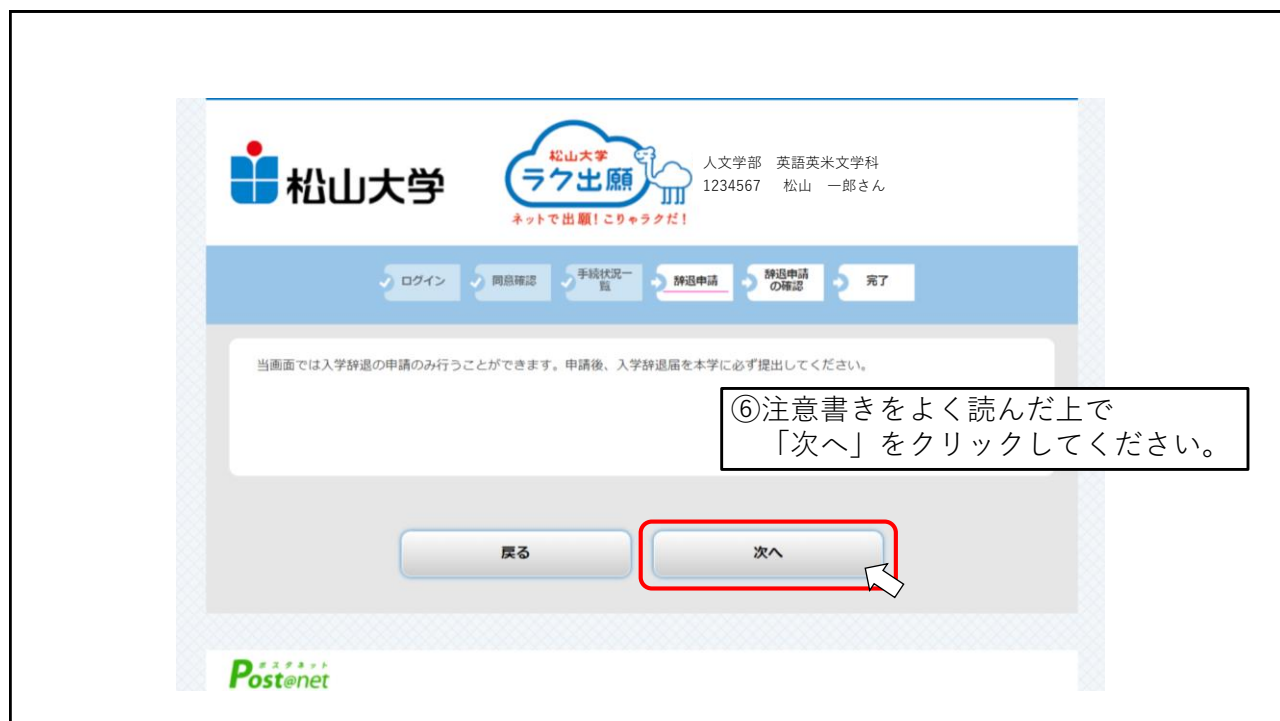 松山大学
松山大学
ラク出願
ネットで出願!こりゃラクだ!
人文学部 英語英米文学科
1234567 松山 一郎さん
ログイン
同意確認
手続状況一
覧
辞退申請
辞退申請
の確認
完了
当画面では入学辞退の申請のみ行うことができます。申請後、入学辞退届を本学に必ず提出してください。
⑥注意書きをよく読んだ上で
「次へ」をクリックしてください。
戻る
次へ
ポスタネット
Post@net